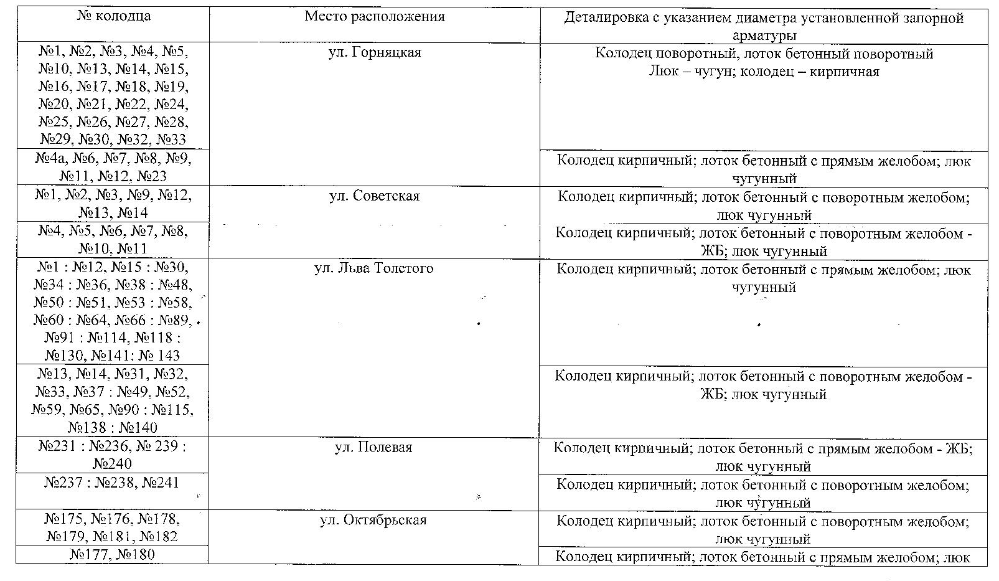 № колодца
Место расположения
Деталировка с указанием диаметра установленной запорной
арматуры
№1, №2, №3, №4, №5,
№10, №13, №14, №15,
№16, №17, №18, №19,
№20, №21, №22, №24,
№25, №26, №27, №28,
№29, №30, №32, №33
ул. Горняцкая
Колодец поворотный, лоток бетонный поворотный
Люк – чугун; колодец – кирпичная
№4а, №6, №7, №8, №9,
№11, №12, №23
Колодец кирпичный; лоток бетонный с прямым желобом; люк
чугунный
№1, №2, №3, №9, №12,
№13, №14
ул. Советская
Колодец кирпичный; лоток бетонный с поворотным желобом;
люк чугунный
№4, №5, №6, №7, №8,
№10, №11
Колодец кирпичный; лоток бетонный с поворотным желобом -
ЖБ; люк чугунный
№1 : №12, №15 : №30,
№34 : №36, №38 : №48,
№50 : №51, №53 : №58,
№60 : №64, №66 : №89,
№91 : №114, №118 :
№130, №141: № 143
ул. Льва Толстого
Колодец кирпичный; лоток бетонный с прямым желобом; люк
чугунный
№13, №14, №31, №32,
№33, №37 : №49, №52,
№59, №65, №90 : №115,
№138 : №140
Колодец кирпичный; лоток бетонный с поворотным желобом -
ЖБ; люк чугунный
№231 : №236, № 239 :
№240
ул. Полевая
Колодец кирпичный; лоток бетонный с прямым желобом - ЖБ;
люк чугунный
№237 : №238, №241
Колодец кирпичный; лоток бетонный с поворотным желобом;
люк чугунный
№175, №176, №178,
№179, №181, №182
ул. Октябрьская
Колодец кирпичный; лоток бетонный с поворотным желобом;
люк чугунный
№177, №180
Колодец кирпичный; лоток бетонный с прямым желобом; люк